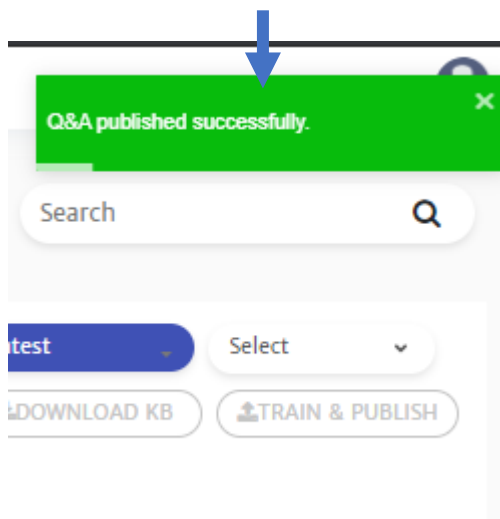 Q&A published successfully.
Search
test Select
DOWNLOAD KB TRAIN & PUBLISH